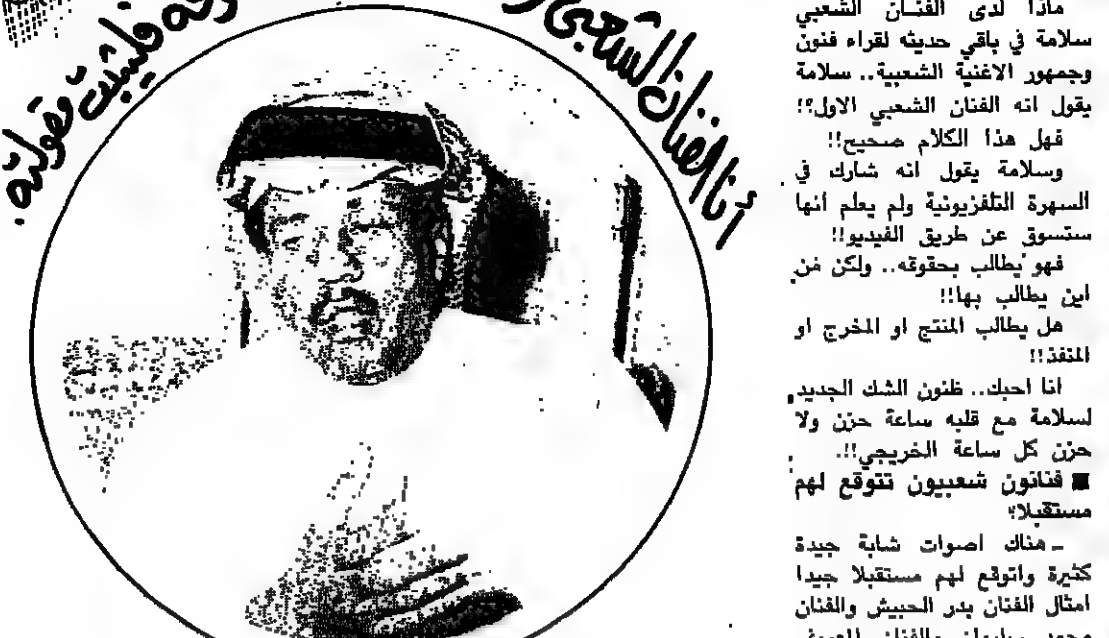 أنا الفنان الشعبي
فليثبت مقولته.
ماذا لدى الفنان الشعبي
سلامة في باقي حديثه لقراء فنون
وجمهور الاغنية الشعبية.. سلامة
يقول انه الفنان الشعبي الاول؟!
فهل هذا الكلام صحيح!!
وسلامة يقول انه شارك في
السهرة التلفزيونية ولم يعلم أنها
ستسوق عن طريق الفيديو!!
فهو يطالب بحقوقه.. ولكن من
اين يطالب بها!!
هل يطالب المنتج او المخرج او
المنفذ!!
انا احبك.. ظنون الشك الجديد
لسلامة مع قلبه ساعة حزن ولا
حزن كل ساعة الخريجي!!.
■ فنانون شعبيون تتوقع لهم
مستقبلا؟
ـ هناك اصوات شابة جيدة
كثيرة واتوقع لهم مستقبلا جيدا
امثال الفنان بدر الحبيش والفنان